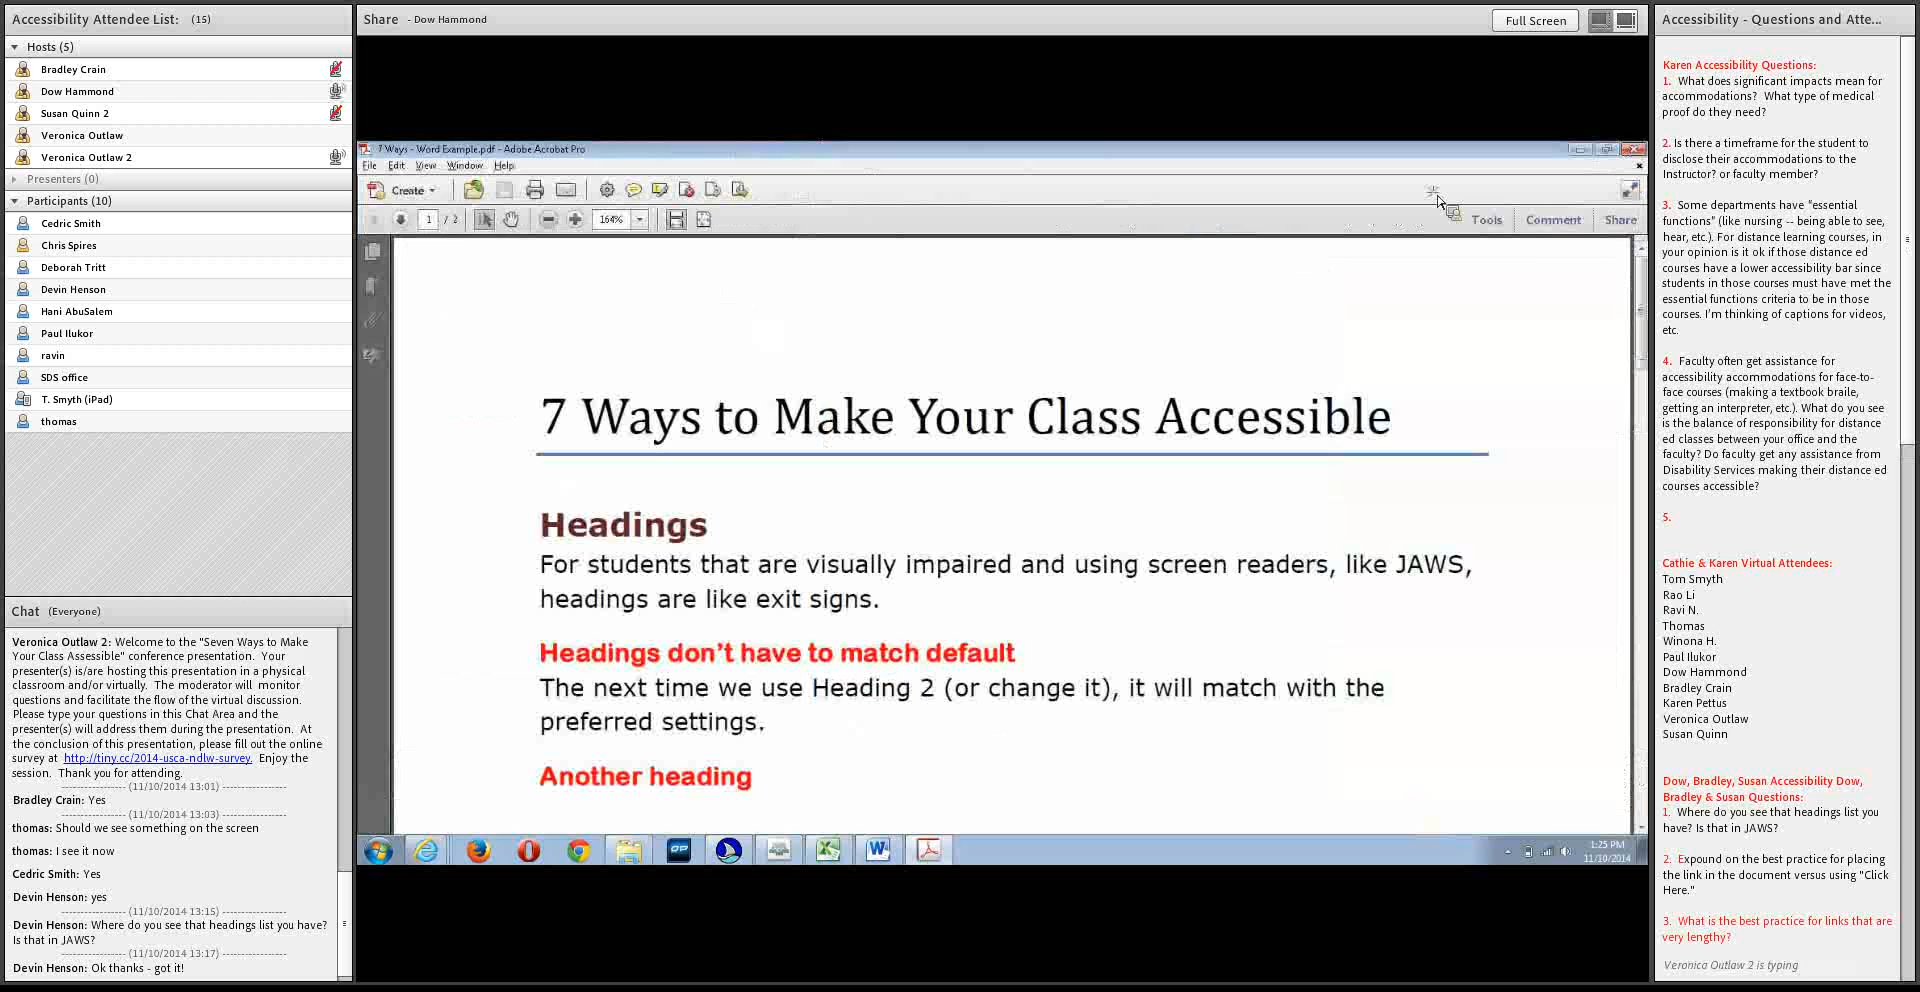 Accessibility Attendee List: (15)
Hosts (5)
Bradley Crain
Dow Hammond
Susan Quinn 2
Veronica Outlaw
Veronica Outlaw 2
Presenters (0)
Participants (10)
Cedric Smith
Chris Spires
Deborah Tritt
Devin Henson
Hani AbuSalem
Paul Ilukor
ravin
SDS office
T. Smyth (iPad)
thomas
Chat (Everyone)
Veronica Outlaw 2: Welcome to the "Seven Ways to Make
Your Class Assessible" conference presentation. Your
presenter(s) is/are hosting this presentation in a physical
classroom and/or virtually. The moderator will monitor
questions and facilitate the flow of the virtual discussion.
Please type your questions in this Chat Area and the
presenter(s) will address them during the presentation. At
the conclusion of this presentation, please fill out the online
survey at http://tiny.cc/2014-usca-ndlw-survey. Enjoy the
session. Thank you for attending.
----------------- (11/10/2014 13:01) -----------------
Bradley Crain: Yes
----------------- (11/10/2014 13:03) -----------------
thomas: Should we see something on the screen
thomas: I see it now
Cedric Smith: Yes
Devin Henson: yes
----------------- (11/10/2014 13:15) -----------------
Devin Henson: Where do you see that headings list you have?
Is that in JAWS?
----------------- (11/10/2014 13:17) -----------------
Devin Henson: Ok thanks - got it!
Share - Dow Hammond
Full Screen
7 Ways - Word Example.pdf - Adobe Acrobat Pro
File Edit View Window Help
Create
1 / 2
164%
Tools Comment Share
7 Ways to Make Your Class Accessible
Headings
For students that are visually impaired and using screen readers, like JAWS,
headings are like exit signs.
Headings don't have to match default
The next time we use Heading 2 (or change it), it will match with the
preferred settings.
Another heading
OP
1:25 PM
11/10/2014
Accessibility - Questions and Atte...
Karen Accessibility Questions:
1. What does significant impacts mean for
accommodations? What type of medical
proof do they need?
2. Is there a timeframe for the student to
disclose their accommodations to the
Instructor? or faculty member?
3. Some departments have "essential
functions" (like nursing -- being able to see,
hear, etc.). For distance learning courses, in
your opinion is it ok if those distance ed
courses have a lower accessibility bar since
students in those courses must have met the
essential functions criteria to be in those
courses. I'm thinking of captions for videos,
etc.
4. Faculty often get assistance for
accessibility accommodations for face-to-
face courses (making a textbook braile,
getting an interpreter, etc.). What do you see
is the balance of responsibility for distance
ed classes between your office and the
faculty? Do faculty get any assistance from
Disability Services making their distance ed
courses accessible?
5.
Cathie & Karen Virtual Attendees:
Tom Smyth
Rao Li
Ravi N.
Thomas
Winona H.
Paul Ilukor
Dow Hammond
Bradley Crain
Karen Pettus
Veronica Outlaw
Susan Quinn
Dow, Bradley, Susan Accessibility Dow,
Bradley & Susan Questions:
1. Where do you see that headings list you
have? Is that in JAWS?
2. Expound on the best practice for placing
the link in the document versus using "Click
Here."
3. What is the best practice for links that are
very lengthy?
Veronica Outlaw 2 is typing